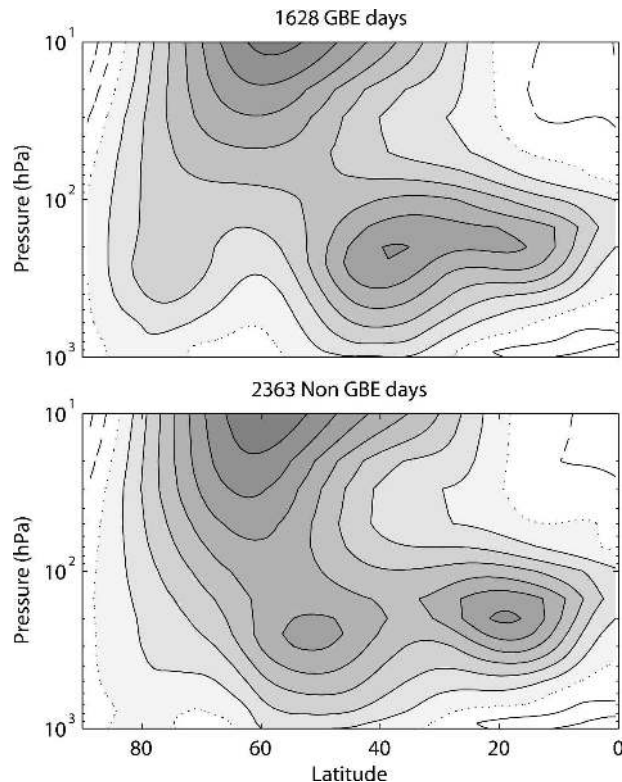 1628 GBE days
10¹
10²
10³
Pressure (hPa)
2363 Non GBE days
10¹
10²
10³
Pressure (hPa)
80 60 40 20 0
Latitude